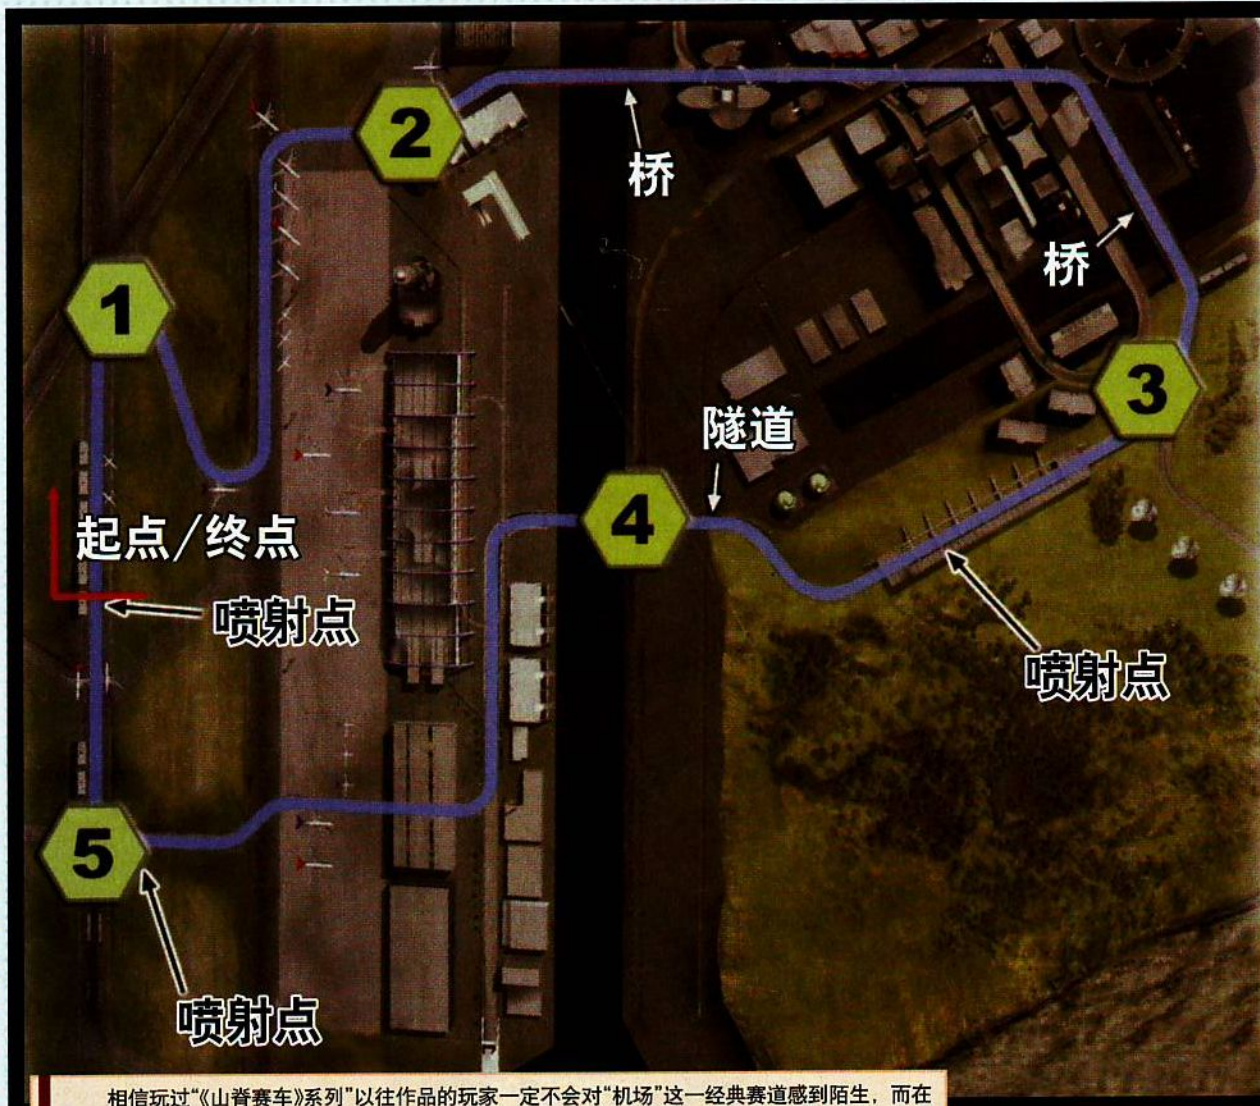 2
桥
桥
1
3
隧道
4
起点/终点
喷射点
喷射点
5
喷射点
相信玩过“《山脊赛车》系列”以往作品的玩家一定不会对“机场”这一经典赛道感到陌生，而在